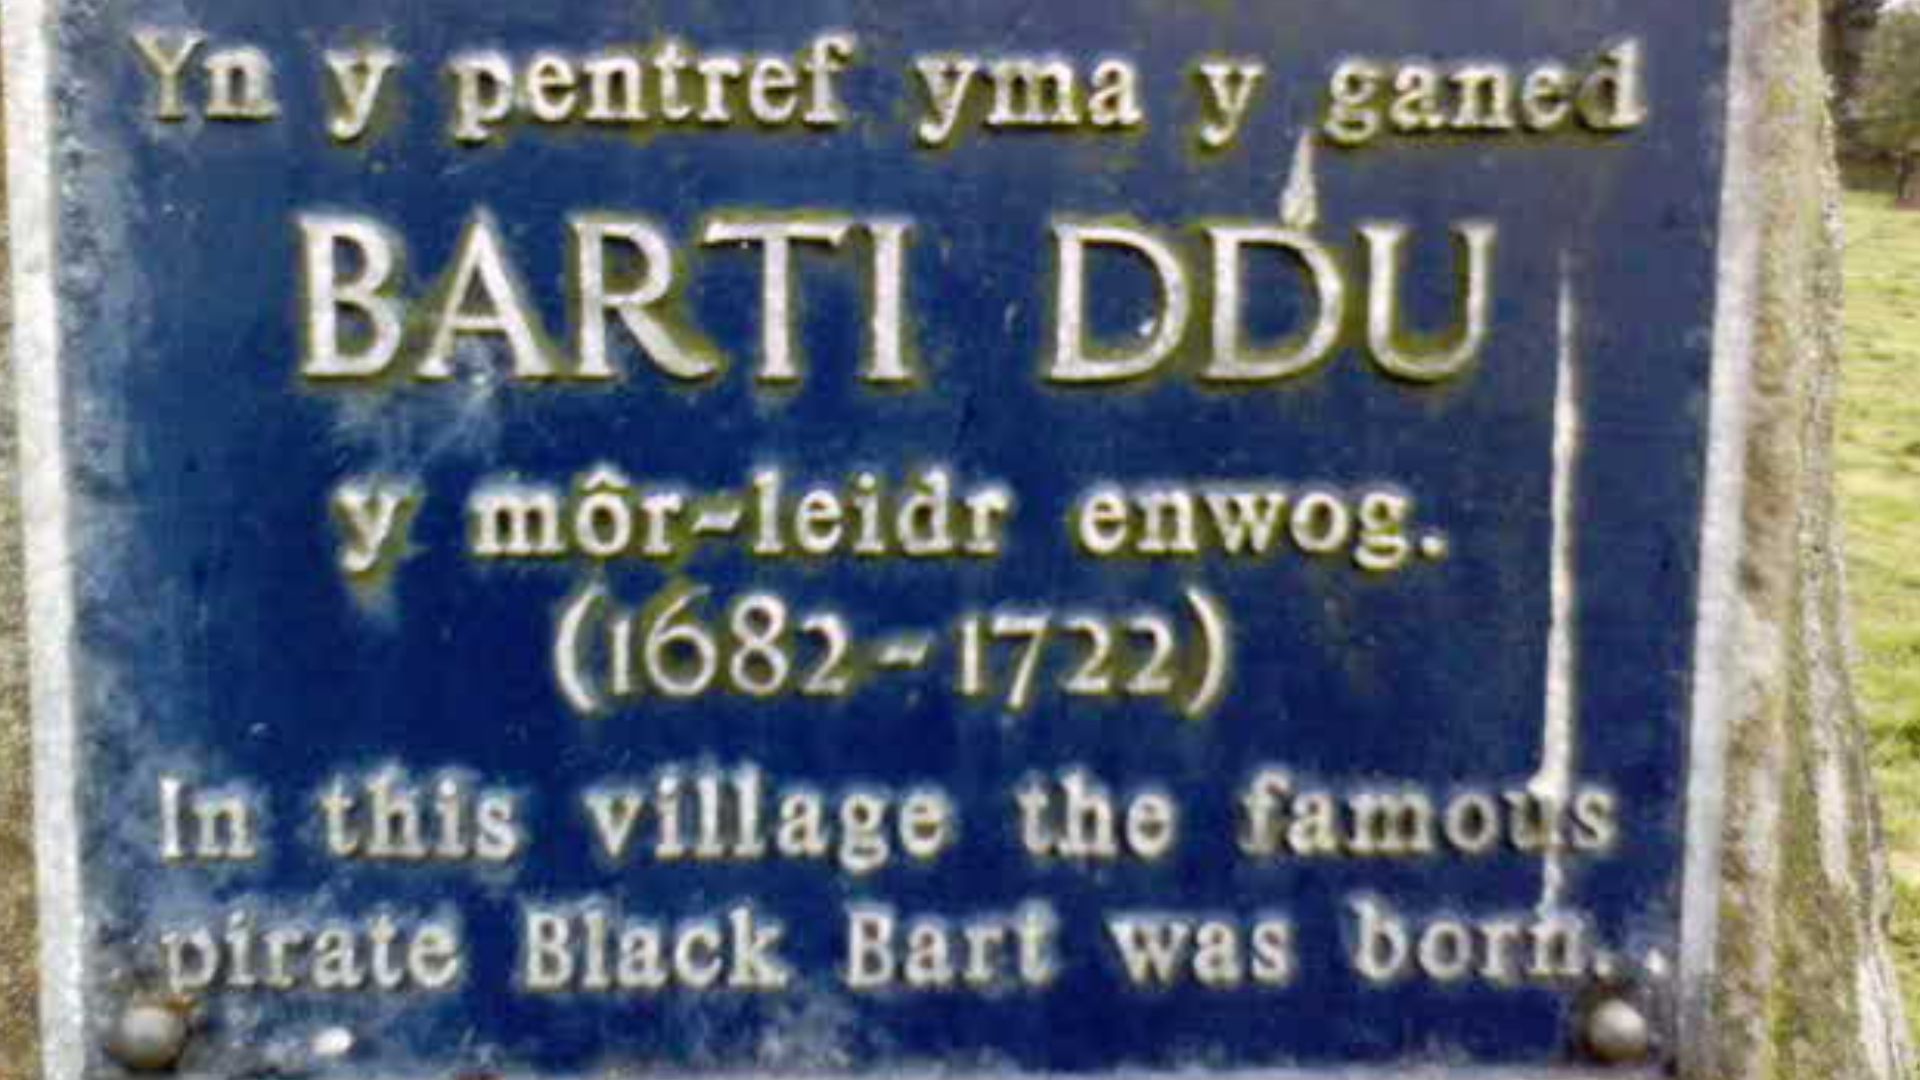 Yn y pentref yma y ganed
BARTI DDU
y môr-leidr enwog.
(1682-1722)
In this village the famous
pirate Black Bart was born.